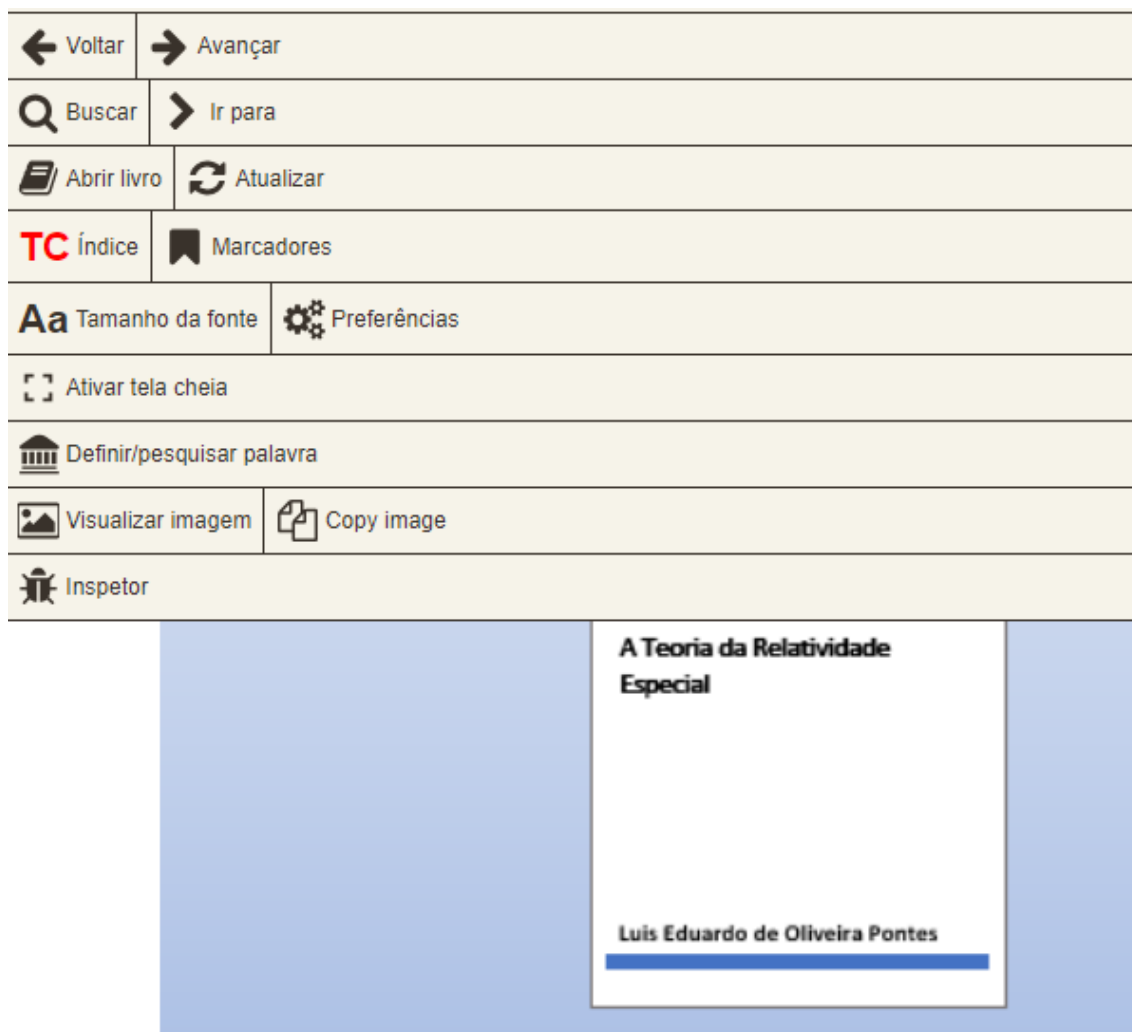 Voltar Avançar
Buscar Ir para
Abrir livro Atualizar
TC Índice Marcadores
Aa Tamanho da fonte Preferências
Ativar tela cheia
Definir/pesquisar palavra
Visualizar imagem Copy image
Inspetor
A Teoria da Relatividade
Especial
Luis Eduardo de Oliveira Pontes